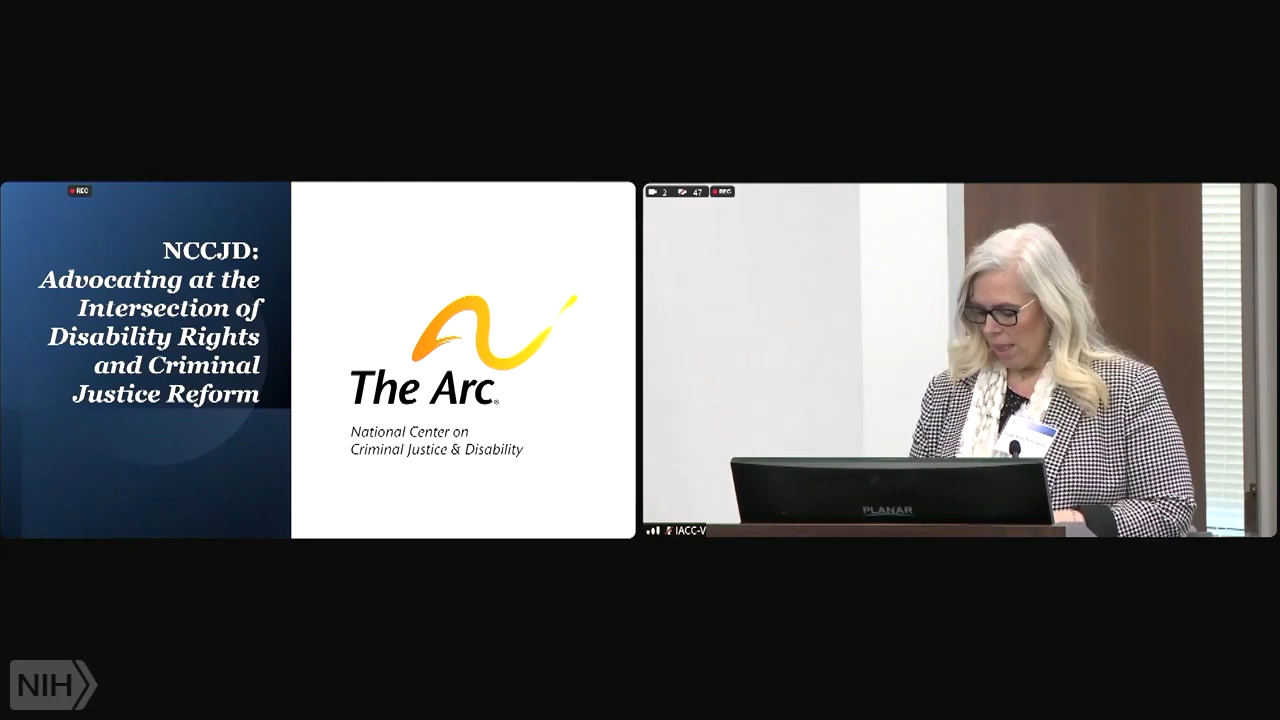 REC
NCCJD:
Advocating at the
Intersection of
Disability Rights
and Criminal
Justice Reform
The Arc®
National Center on
Criminal Justice & Disability
2 47 REC
PLANAR
IACC-V
NIH